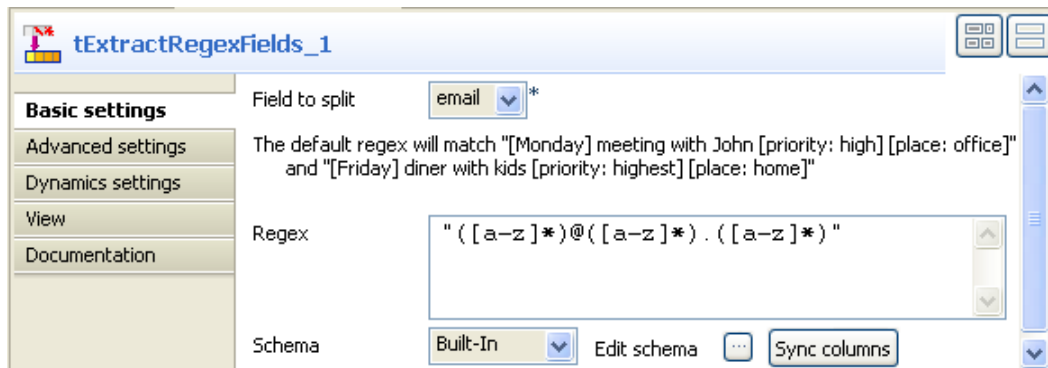 tExtractRegexFields_1
Basic settings
Advanced settings
Dynamics settings
View
Documentation
Field to split email *
The default regex will match "[Monday] meeting with John [priority: high] [place: office]"
and "[Friday] diner with kids [priority: highest] [place: home]"
Regex "([a-z]*)@([a-z]*).([a-z]*)"
Schema Built-In Edit schema ... Sync columns